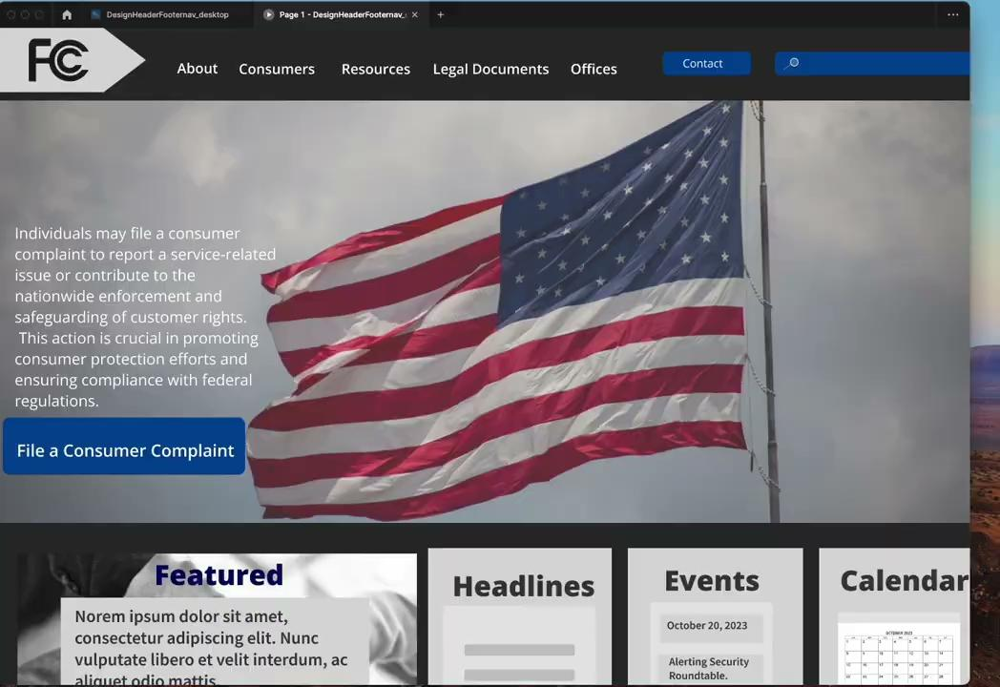 DesignHeaderFooternav_desktop
Page 1 - DesignHeaderFooternav_
FCC
About Consumers Resources Legal Documents Offices Contact
Individuals may file a consumer
complaint to report a service-related
issue or contribute to the
nationwide enforcement and
safeguarding of customer rights.
This action is crucial in promoting
consumer protection efforts and
ensuring compliance with federal
regulations.
File a Consumer Complaint
Featured
Norem ipsum dolor sit amet,
consectetur adipiscing elit. Nunc
vulputate libero et velit interdum, ac
aliquet odio mattis.
Headlines
Events
October 20, 2023
Alerting Security
Roundtable.
Calendar
OCTOBER 2023